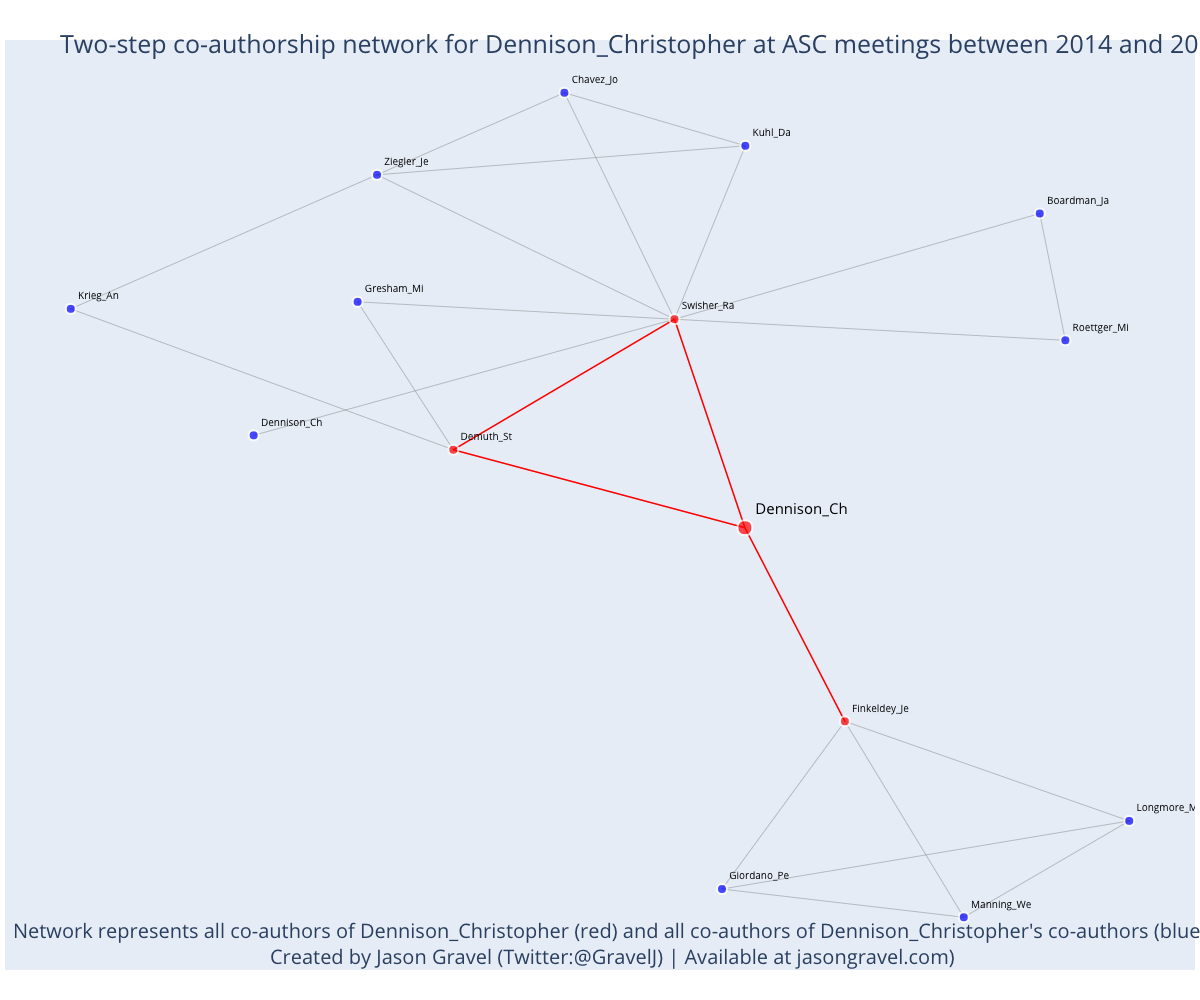 Two-step co-authorship network for Dennison_Christopher at ASC meetings between 2014 and 20
Chavez_Jo
Kuhl_Da
Ziegler_Je
Boardman_Ja
Krieg_An
Gresham_Mi
Swisher_Ra
Roettger_Mi
Dennison_Ch
Demuth_St
Dennison_Ch
Finkeldey_Je
Longmore_M
Giordano_Pe
Manning_We
Network represents all co-authors of Dennison_Christopher (red) and all co-authors of Dennison_Christopher's co-authors (blue
Created by Jason Gravel (Twitter:@GravelJ) | Available at jasongravel.com)